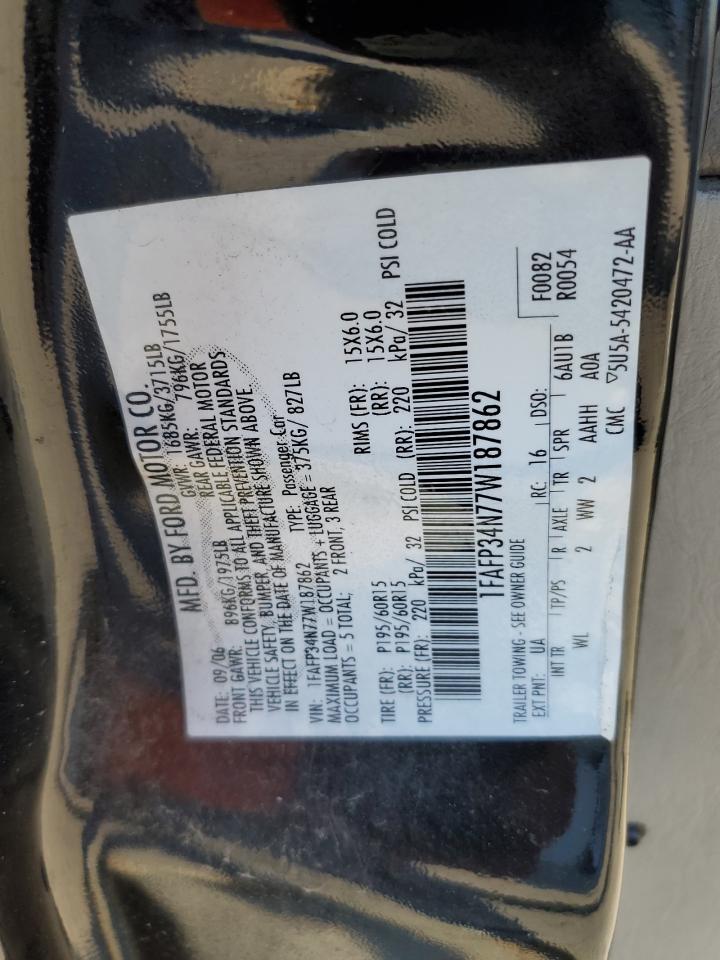 MFD. BY FORD MOTOR CO.
DATE: 09/06 GVWR: 1685KG/3715LB
FRONT GAWR: 896KG/1975LB REAR GAWR: 796KG/1755LB
THIS VEHICLE CONFORMS TO ALL APPLICABLE FEDERAL MOTOR
VEHICLE SAFETY, BUMPER, AND THEFT PREVENTION STANDARDS
IN EFFECT ON THE DATE OF MANUFACTURE SHOWN ABOVE.
VIN: 1FAFP34N77W187862 TYPE: Passenger Car
MAXIMUM LOAD = OCCUPANTS + LUGGAGE = 375KG/ 827LB
OCCUPANTS = 5 TOTAL; 2 FRONT, 3 REAR
TIRE (FR): P195/60R15 RIMS (FR): 15X6.0
(RR): P195/60R15 (RR): 15X6.0
PRESSURE (FR): 220 kPa/ 32 PSI COLD (RR): 220 kPa/ 32 PSI COLD
1FAFP34N77W187862
TRAILER TOWING - SEE OWNER GUIDE
F0082
R0054
EXT PNT: UA RC: 16 DSO:
INT TR TP/PS R AXLE TR SPR 6AU1B
WL 2 WW 2 AAHH A0A
CMC ▽5U5A-5420472-AA